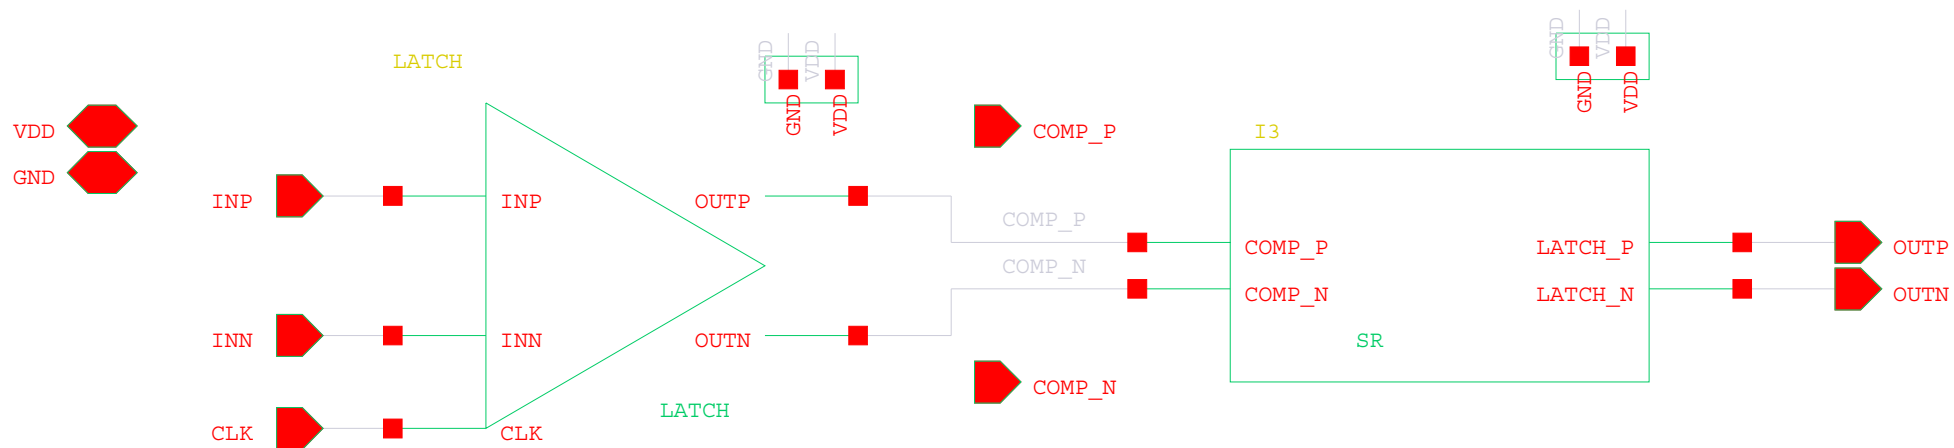 LATCH
GND
VDD
GND
VDD
GND
VDD
GND
VDD
VDD
COMP_P
I3
GND
INP
INP
OUTP
COMP_P
COMP_P
LATCH_P
OUTP
COMP_N
COMP_N
LATCH_N
OUTN
INN
INN
OUTN
SR
COMP_N
LATCH
CLK
CLK